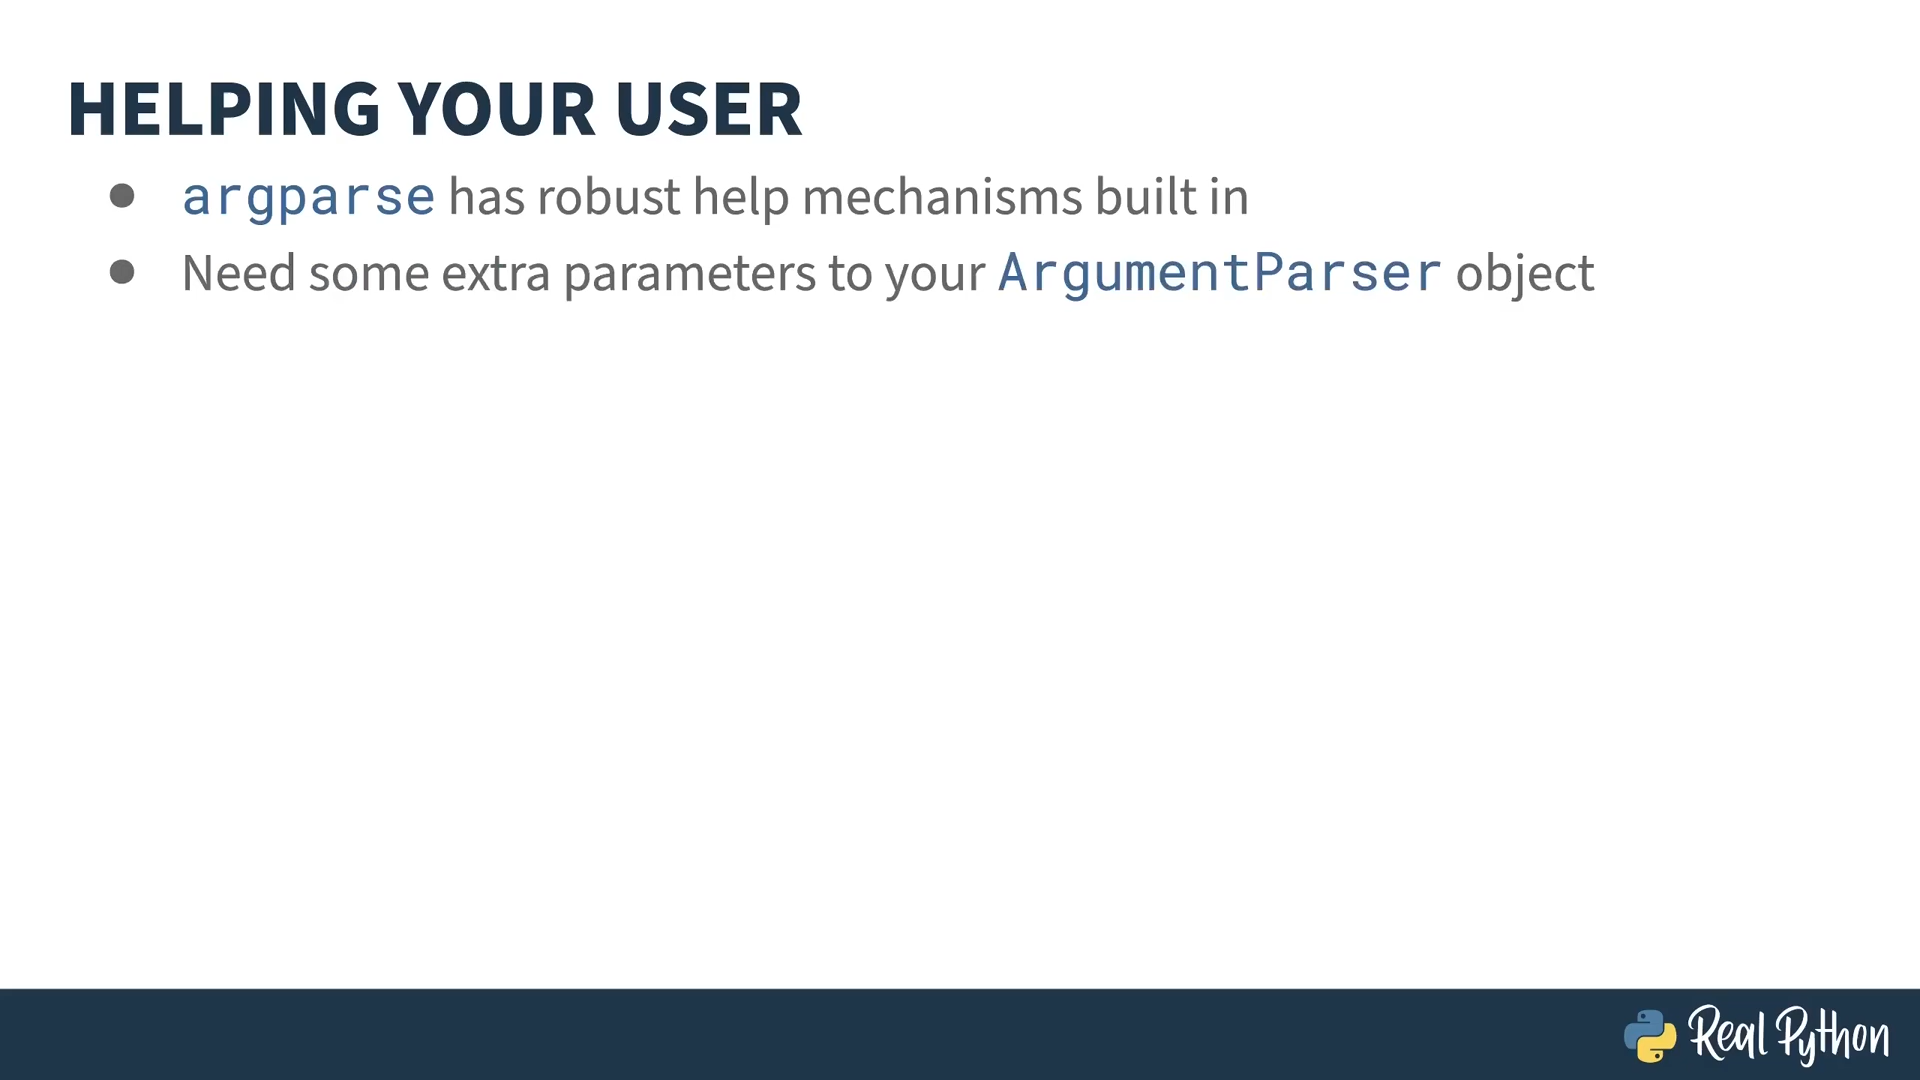 HELPING YOUR USER
● argparse has robust help mechanisms built in
● Need some extra parameters to your ArgumentParser object
Real Python